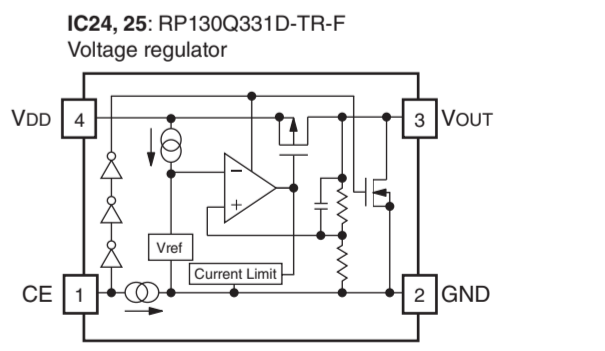 IC24, 25: RP130Q331D-TR-F
Voltage regulator
VDD 4
3 VOUT
−
+
Vref
Current Limit
CE 1
2 GND